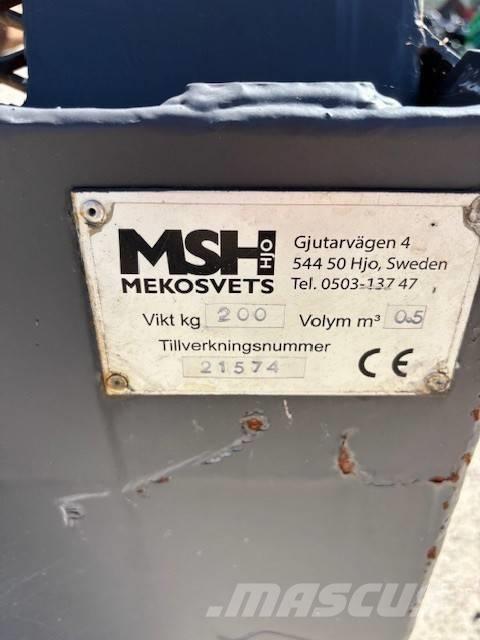 MSH HJO
MEKOSVETS
Gjutarvägen 4
544 50 Hjo, Sweden
Tel. 0503-137 47
Vikt kg 200 Volym m³ 0.5
Tillverkningsnummer
21574
CE
MASCUS